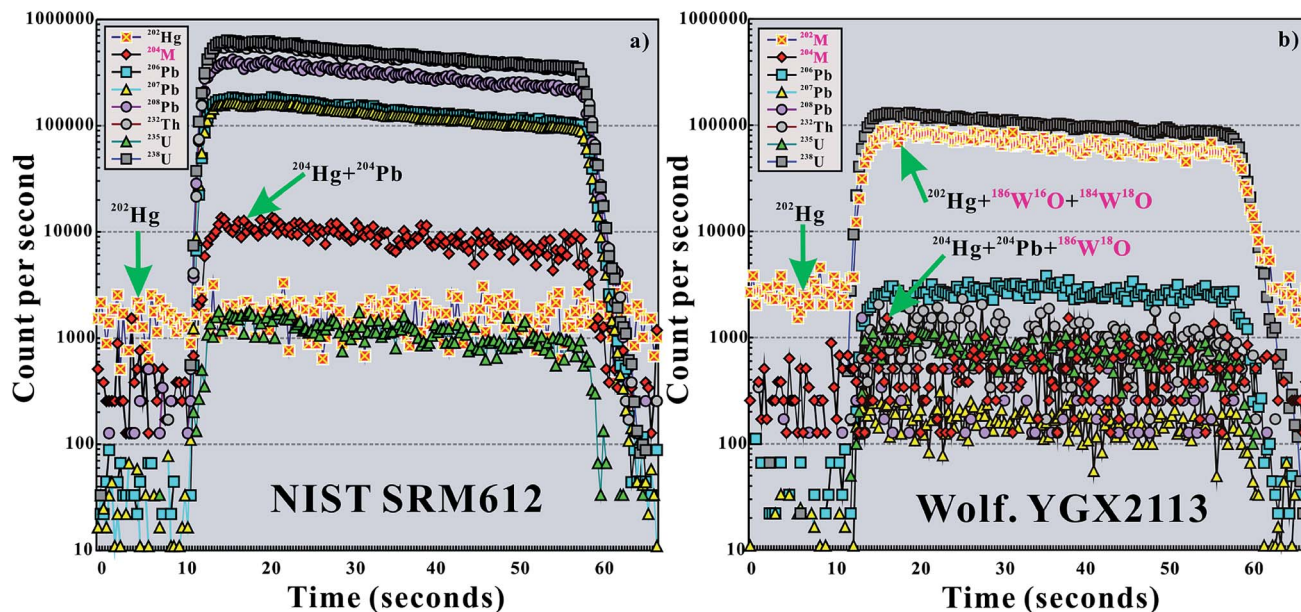 a)
1000000
100000
10000
1000
100
10
Count per second
²⁰²Hg
²⁰⁴M
²⁰⁶Pb
²⁰⁷Pb
²⁰⁸Pb
²³²Th
²³⁵U
²³⁸U
²⁰²Hg
²⁰⁴Hg+²⁰⁴Pb
NIST SRM612
0 10 20 30 40 50 60
Time (seconds)
b)
1000000
100000
10000
1000
100
10
Count per second
²⁰²M
²⁰⁴M
²⁰⁶Pb
²⁰⁷Pb
²⁰⁸Pb
²³²Th
²³⁵U
²³⁸U
²⁰²Hg
²⁰²Hg+¹⁸⁶W¹⁶O+¹⁸⁴W¹⁸O
²⁰⁴Hg+²⁰⁴Pb+¹⁸⁶W¹⁸O
Wolf. YGX2113
0 10 20 30 40 50 60
Time (seconds)